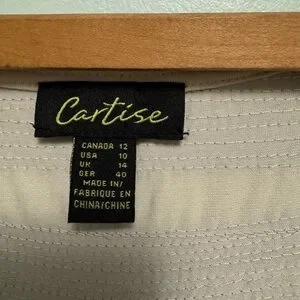 Cartise
CANADA 12
USA 10
UK 14
GER 40
MADE IN/
FABRIQUE EN
CHINA/CHINE